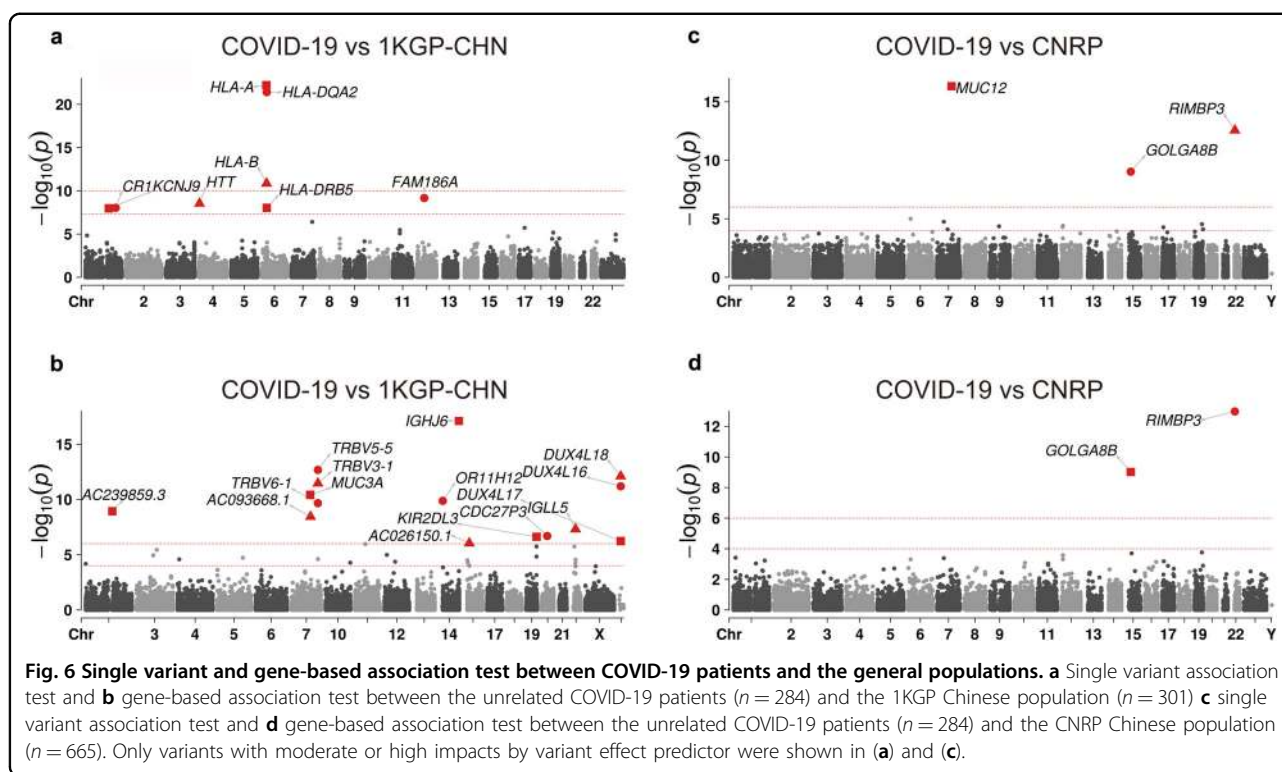 a
COVID-19 vs 1KGP-CHN
−log10(p)
20
15
10
5
0
HLA-A
HLA-DQA2
HLA-B
HTT
CR1KCNJ9
HLA-DRB5
FAM186A
Chr 2 3 4 5 6 7 8 9 11 13 15 17 19 22
c
COVID-19 vs CNRP
−log10(p)
15
10
5
0
MUC12
RIMBP3
GOLGA8B
Chr 2 3 4 5 6 7 9 11 13 15 17 19 22 Y
b
COVID-19 vs 1KGP-CHN
−log10(p)
15
10
5
0
IGHJ6
TRBV5-5
TRBV3-1
TRBV6-1
MUC3A
AC093668.1
AC239859.3
OR11H12
DUX4L18
DUX4L16
DUX4L17
IGLL5
CDC27P3
KIR2DL3
AC026150.1
Chr 3 4 5 6 7 10 12 14 17 19 21 X
d
COVID-19 vs CNRP
−log10(p)
12
10
8
6
4
2
0
RIMBP3
GOLGA8B
Chr 2 3 4 5 6 7 9 11 13 15 17 19 22 Y
Fig. 6 Single variant and gene-based association test between COVID-19 patients and the general populations. a Single variant association
test and b gene-based association test between the unrelated COVID-19 patients (n = 284) and the 1KGP Chinese population (n = 301) c single
variant association test and d gene-based association test between the unrelated COVID-19 patients (n = 284) and the CNRP Chinese population
(n = 665). Only variants with moderate or high impacts by variant effect predictor were shown in (a) and (c).